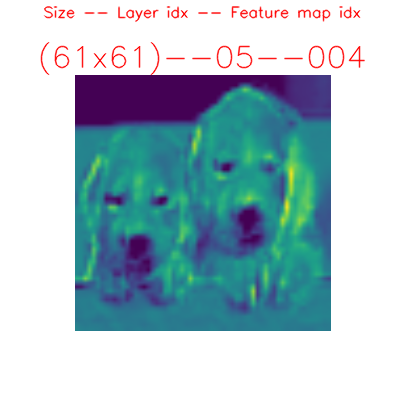 Size -- Layer idx -- Feature map idx
(61x61)--05--004